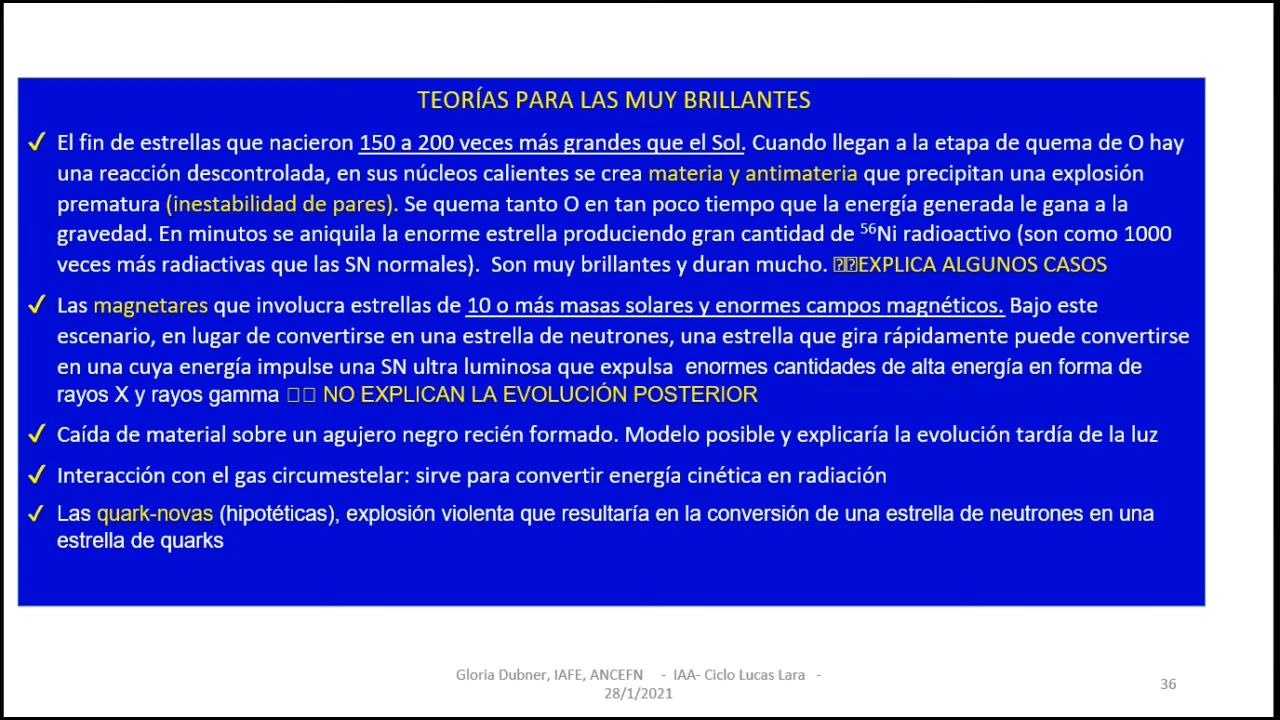 TEORÍAS PARA LAS MUY BRILLANTES
✓ El fin de estrellas que nacieron 150 a 200 veces más grandes que el Sol. Cuando llegan a la etapa de quema de O hay
una reacción descontrolada, en sus núcleos calientes se crea materia y antimateria que precipitan una explosión
prematura (inestabilidad de pares). Se quema tanto O en tan poco tiempo que la energía generada le gana a la
gravedad. En minutos se aniquila la enorme estrella produciendo gran cantidad de ⁵⁶Ni radioactivo (son como 1000
veces más radiactivas que las SN normales). Son muy brillantes y duran mucho. EXPLICA ALGUNOS CASOS
✓ Las magnetares que involucra estrellas de 10 o más masas solares y enormes campos magnéticos. Bajo este
escenario, en lugar de convertirse en una estrella de neutrones, una estrella que gira rápidamente puede convertirse
en una cuya energía impulse una SN ultra luminosa que expulsa enormes cantidades de alta energía en forma de
rayos X y rayos gamma □□ NO EXPLICAN LA EVOLUCIÓN POSTERIOR
✓ Caída de material sobre un agujero negro recién formado. Modelo posible y explicaría la evolución tardía de la luz
✓ Interacción con el gas circumestelar: sirve para convertir energía cinética en radiación
✓ Las quark-novas (hipotéticas), explosión violenta que resultaría en la conversión de una estrella de neutrones en una
estrella de quarks
Gloria Dubner, IAFE, ANCEFN - IAA- Ciclo Lucas Lara -
28/1/2021
36